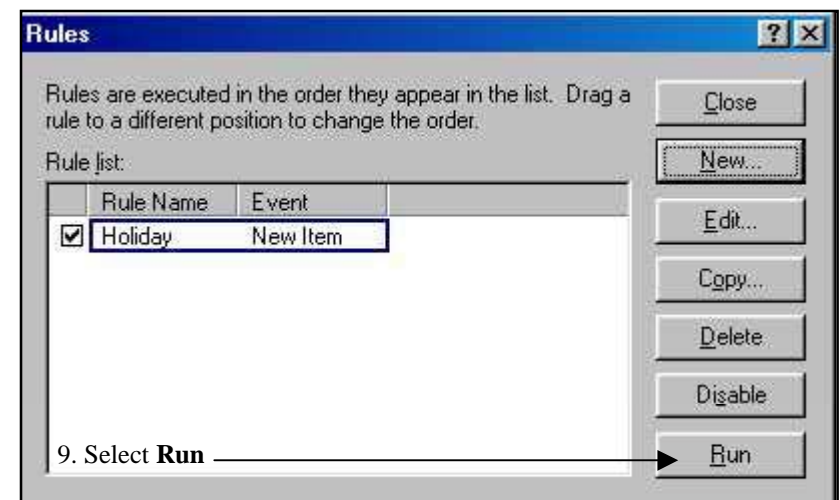 Rules
Rules are executed in the order they appear in the list. Drag a
rule to a different position to change the order.
Rule list:
Rule Name Event
Holiday New Item
9. Select Run
Close
New...
Edit...
Copy...
Delete
Disable
Run